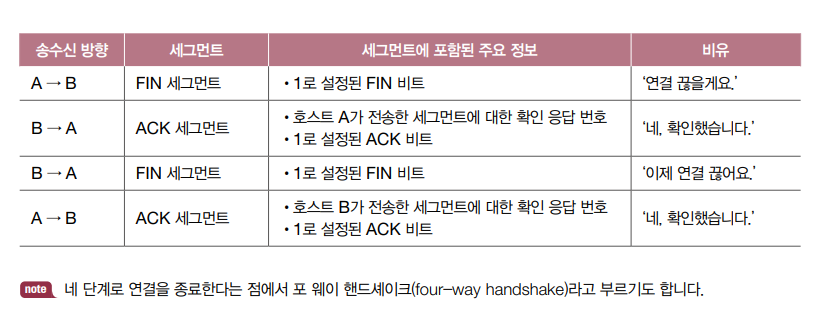 송수신 방향 세그먼트 세그먼트에 포함된 주요 정보 비유
A → B FIN 세그먼트 • 1로 설정된 FIN 비트 ‘연결 끊을게요.’
B → A ACK 세그먼트 • 호스트 A가 전송한 세그먼트에 대한 확인 응답 번호
• 1로 설정된 ACK 비트 ‘네, 확인했습니다.’
B → A FIN 세그먼트 • 1로 설정된 FIN 비트 ‘이제 연결 끊어요.’
A → B ACK 세그먼트 • 호스트 B가 전송한 세그먼트에 대한 확인 응답 번호
• 1로 설정된 ACK 비트 ‘네, 확인했습니다.’
note 네 단계로 연결을 종료한다는 점에서 포 웨이 핸드셰이크(four-way handshake)라고 부르기도 합니다.